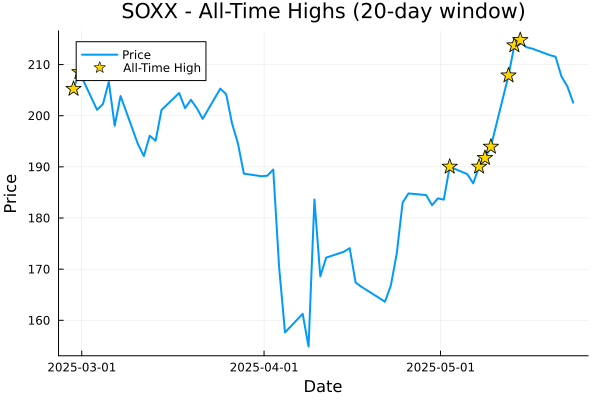 SOXX - All-Time Highs (20-day window)
Price
All-Time High
Price
210
200
190
180
170
160
2025-03-01
2025-04-01
2025-05-01
Date